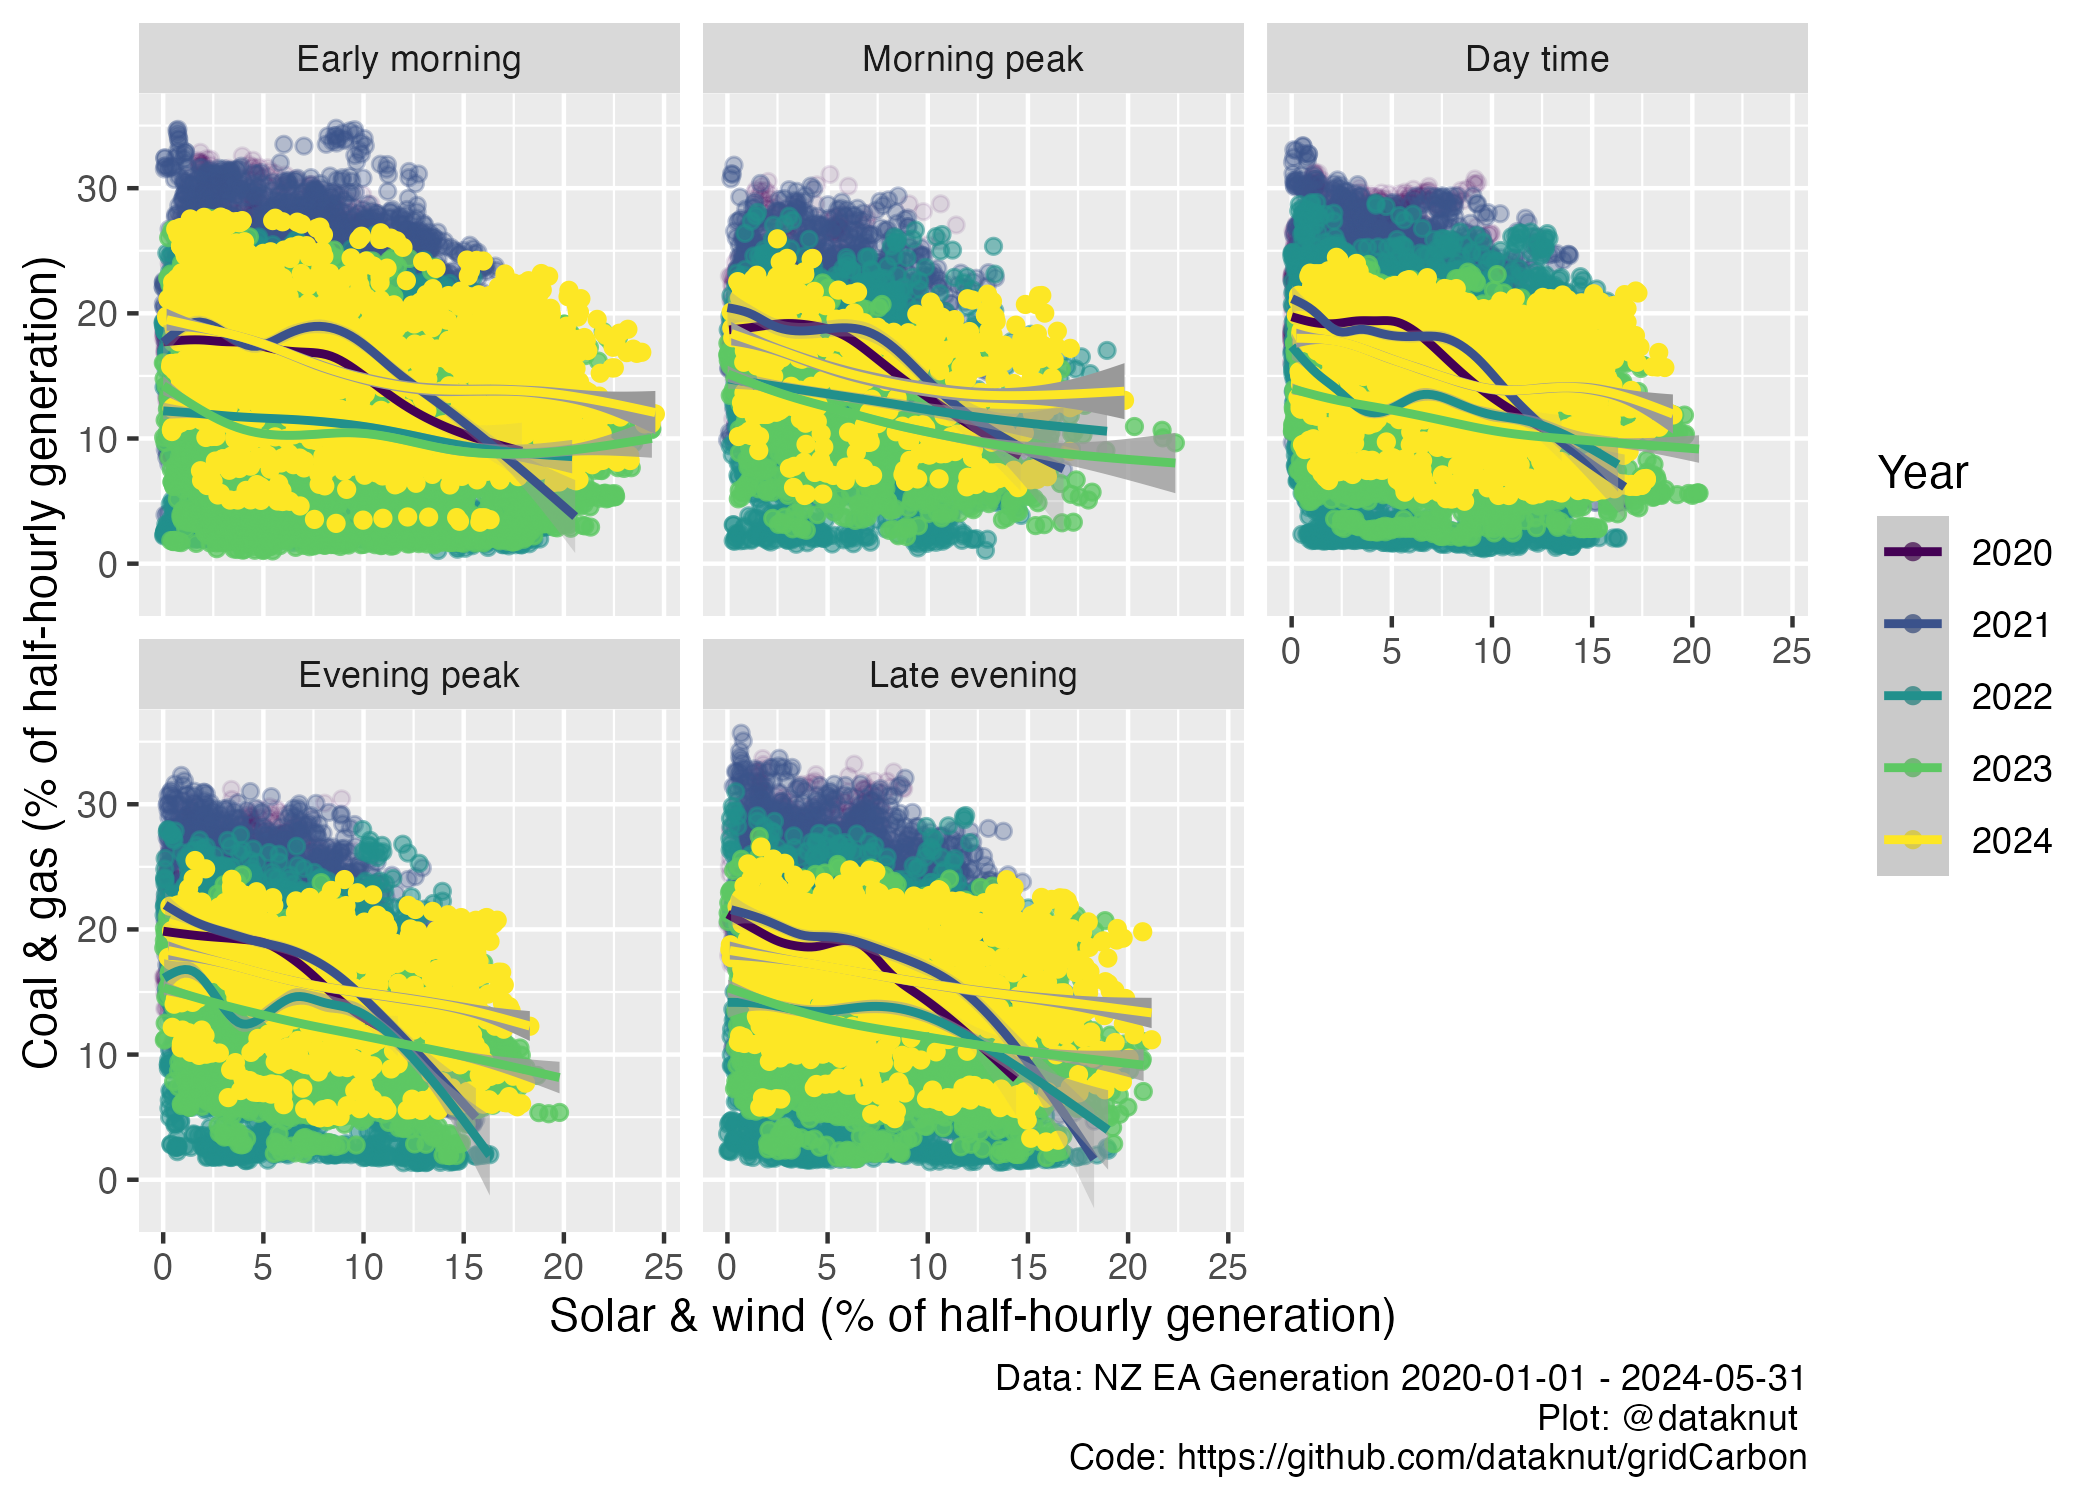 Early morning
Morning peak
Day time
30
20
10
0
0 5 10 15 20 25
Evening peak
Late evening
30
20
10
0
0 5 10 15 20 25
0 5 10 15 20 25
Coal & gas (% of half-hourly generation)
Solar & wind (% of half-hourly generation)
Year
2020
2021
2022
2023
2024
Data: NZ EA Generation 2020-01-01 - 2024-05-31
Plot: @dataknut
Code: https://github.com/dataknut/gridCarbon